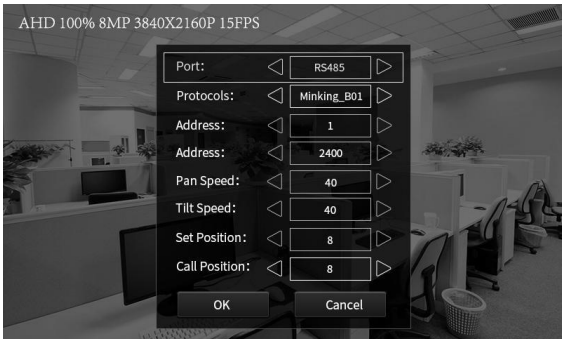 AHD 100% 8MP 3840X2160P 15FPS
Port: RS485
Protocols: Minking_B01
Address: 1
Address: 2400
Pan Speed: 40
Tilt Speed: 40
Set Position: 8
Call Position: 8
OK Cancel